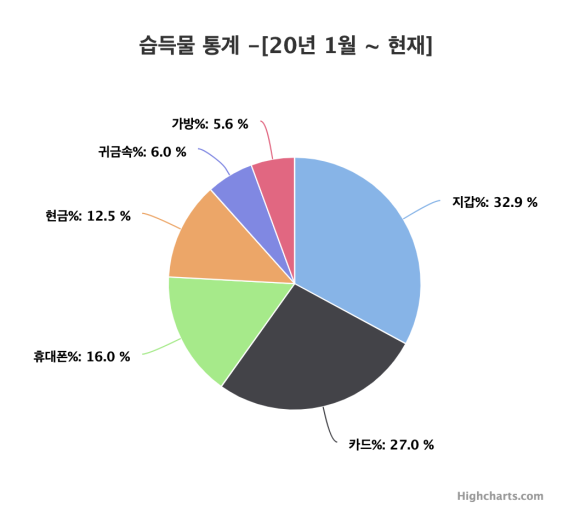 습득물 통계 -[20년 1월 ~ 현재]
가방%: 5.6 %
귀금속%: 6.0 %
지갑%: 32.9 %
현금%: 12.5 %
휴대폰%: 16.0 %
카드%: 27.0 %
Highcharts.com